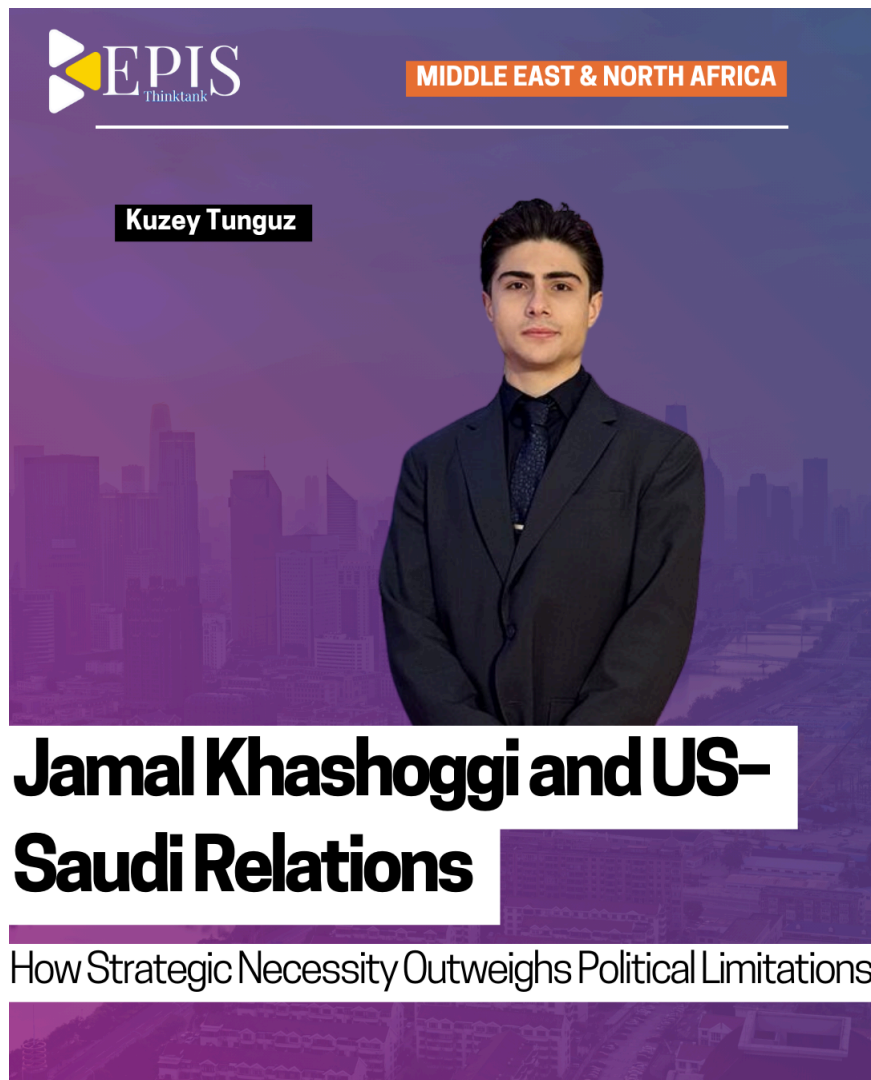 EPIS
Thinktank
MIDDLE EAST & NORTH AFRICA
Kuzey Tunguz
Jamal Khashoggi and US–
Saudi Relations
How Strategic Necessity Outweighs Political Limitations